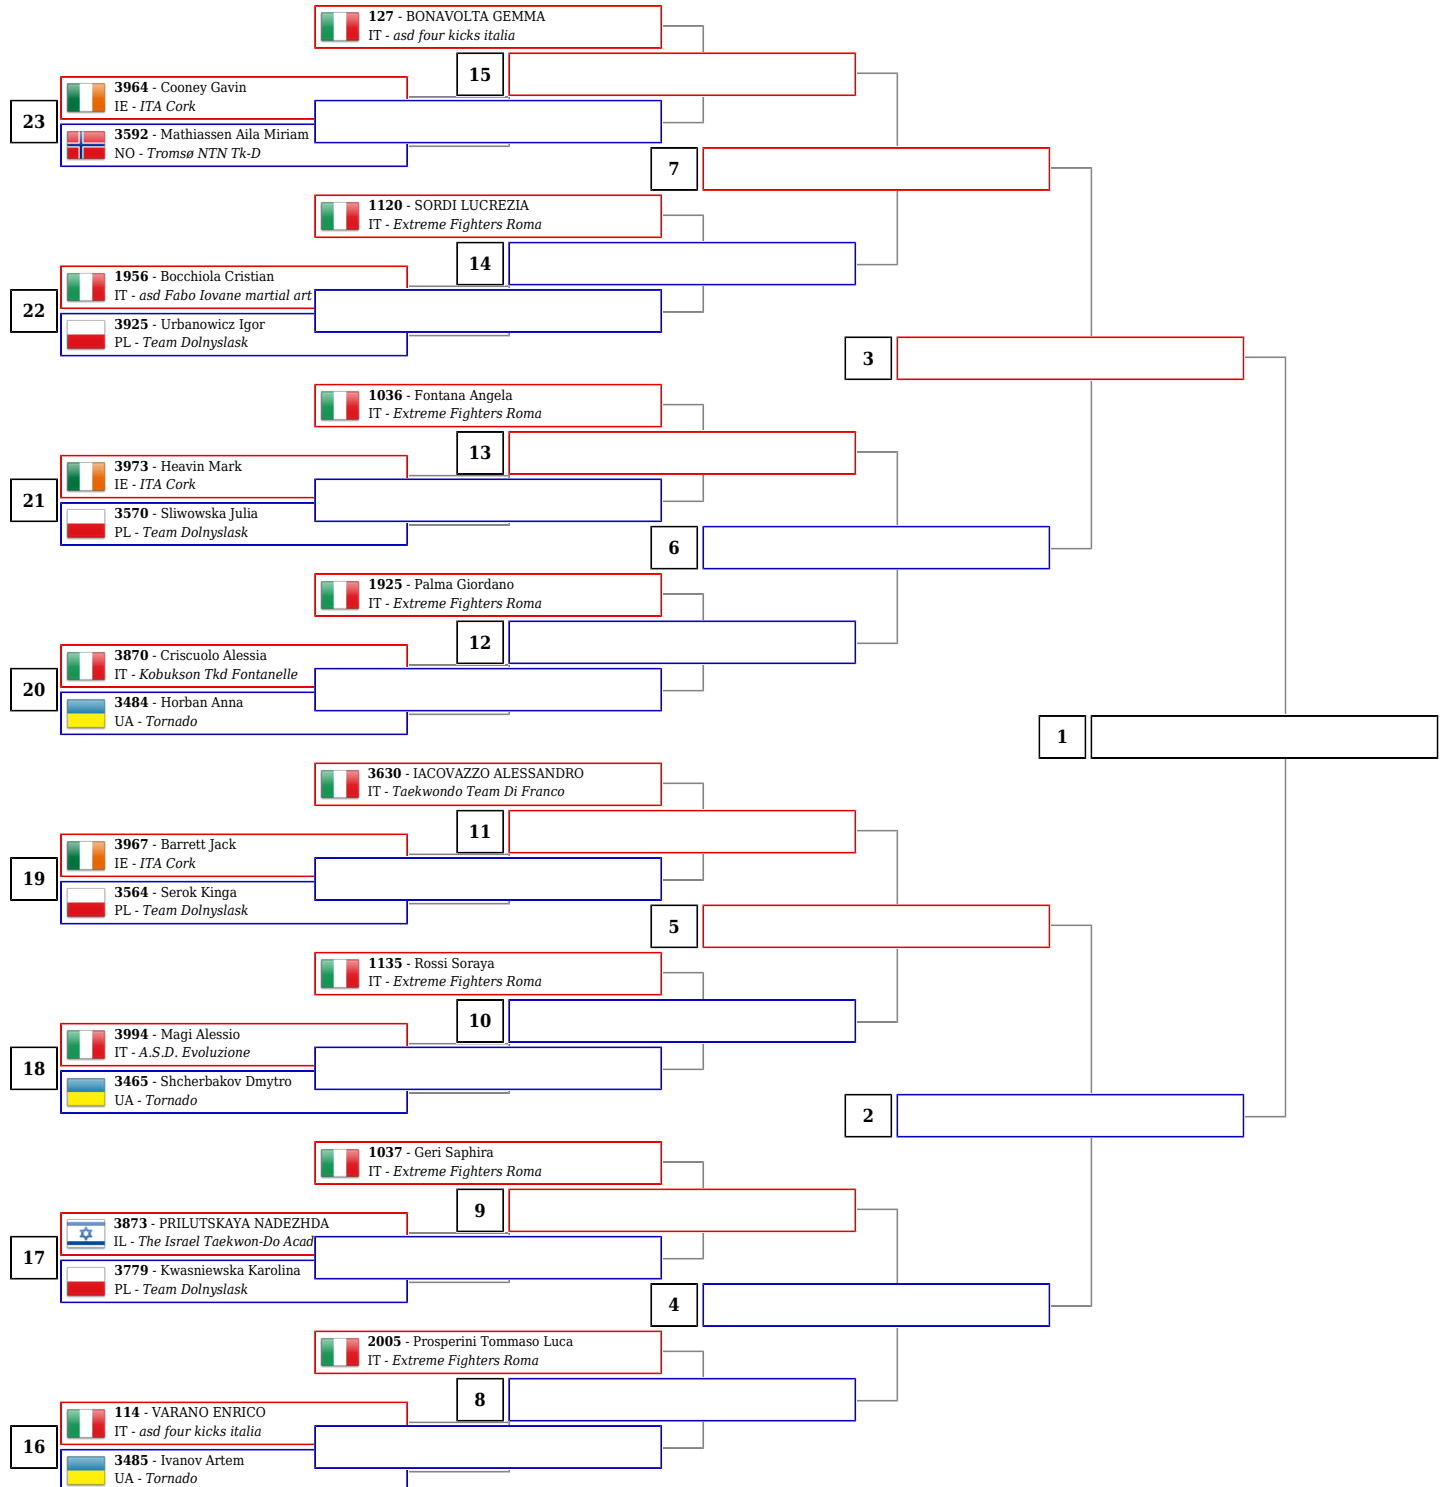 127 - BONAVOLTA GEMMA
IT - asd four kicks italia
15
3964 - Cooney Gavin
IE - ITA Cork
23
3592 - Mathiassen Aila Miriam
NO - Tromsø NTN Tk-D
7
1120 - SORDI LUCREZIA
IT - Extreme Fighters Roma
14
1956 - Bocchiola Cristian
IT - asd Fabo Iovane martial art
22
3925 - Urbanowicz Igor
PL - Team Dolnyslask
3
1036 - Fontana Angela
IT - Extreme Fighters Roma
13
3973 - Heavin Mark
IE - ITA Cork
21
3570 - Sliwowska Julia
PL - Team Dolnyslask
6
1925 - Palma Giordano
IT - Extreme Fighters Roma
12
3870 - Criscuolo Alessia
IT - Kobukson Tkd Fontanelle
20
3484 - Horban Anna
UA - Tornado
1
3630 - IACOVAZZO ALESSANDRO
IT - Taekwondo Team Di Franco
11
3967 - Barrett Jack
IE - ITA Cork
19
3564 - Serok Kinga
PL - Team Dolnyslask
5
1135 - Rossi Soraya
IT - Extreme Fighters Roma
10
3994 - Magi Alessio
IT - A.S.D. Evoluzione
18
3465 - Shcherbakov Dmytro
UA - Tornado
2
1037 - Geri Saphira
IT - Extreme Fighters Roma
9
3873 - PRILUTSKAYA NADEZHDA
IL - The Israel Taekwon-Do Acad
17
3779 - Kwasniewska Karolina
PL - Team Dolnyslask
4
2005 - Prosperini Tommaso Luca
IT - Extreme Fighters Roma
8
114 - VARANO ENRICO
IT - asd four kicks italia
16
3485 - Ivanov Artem
UA - Tornado